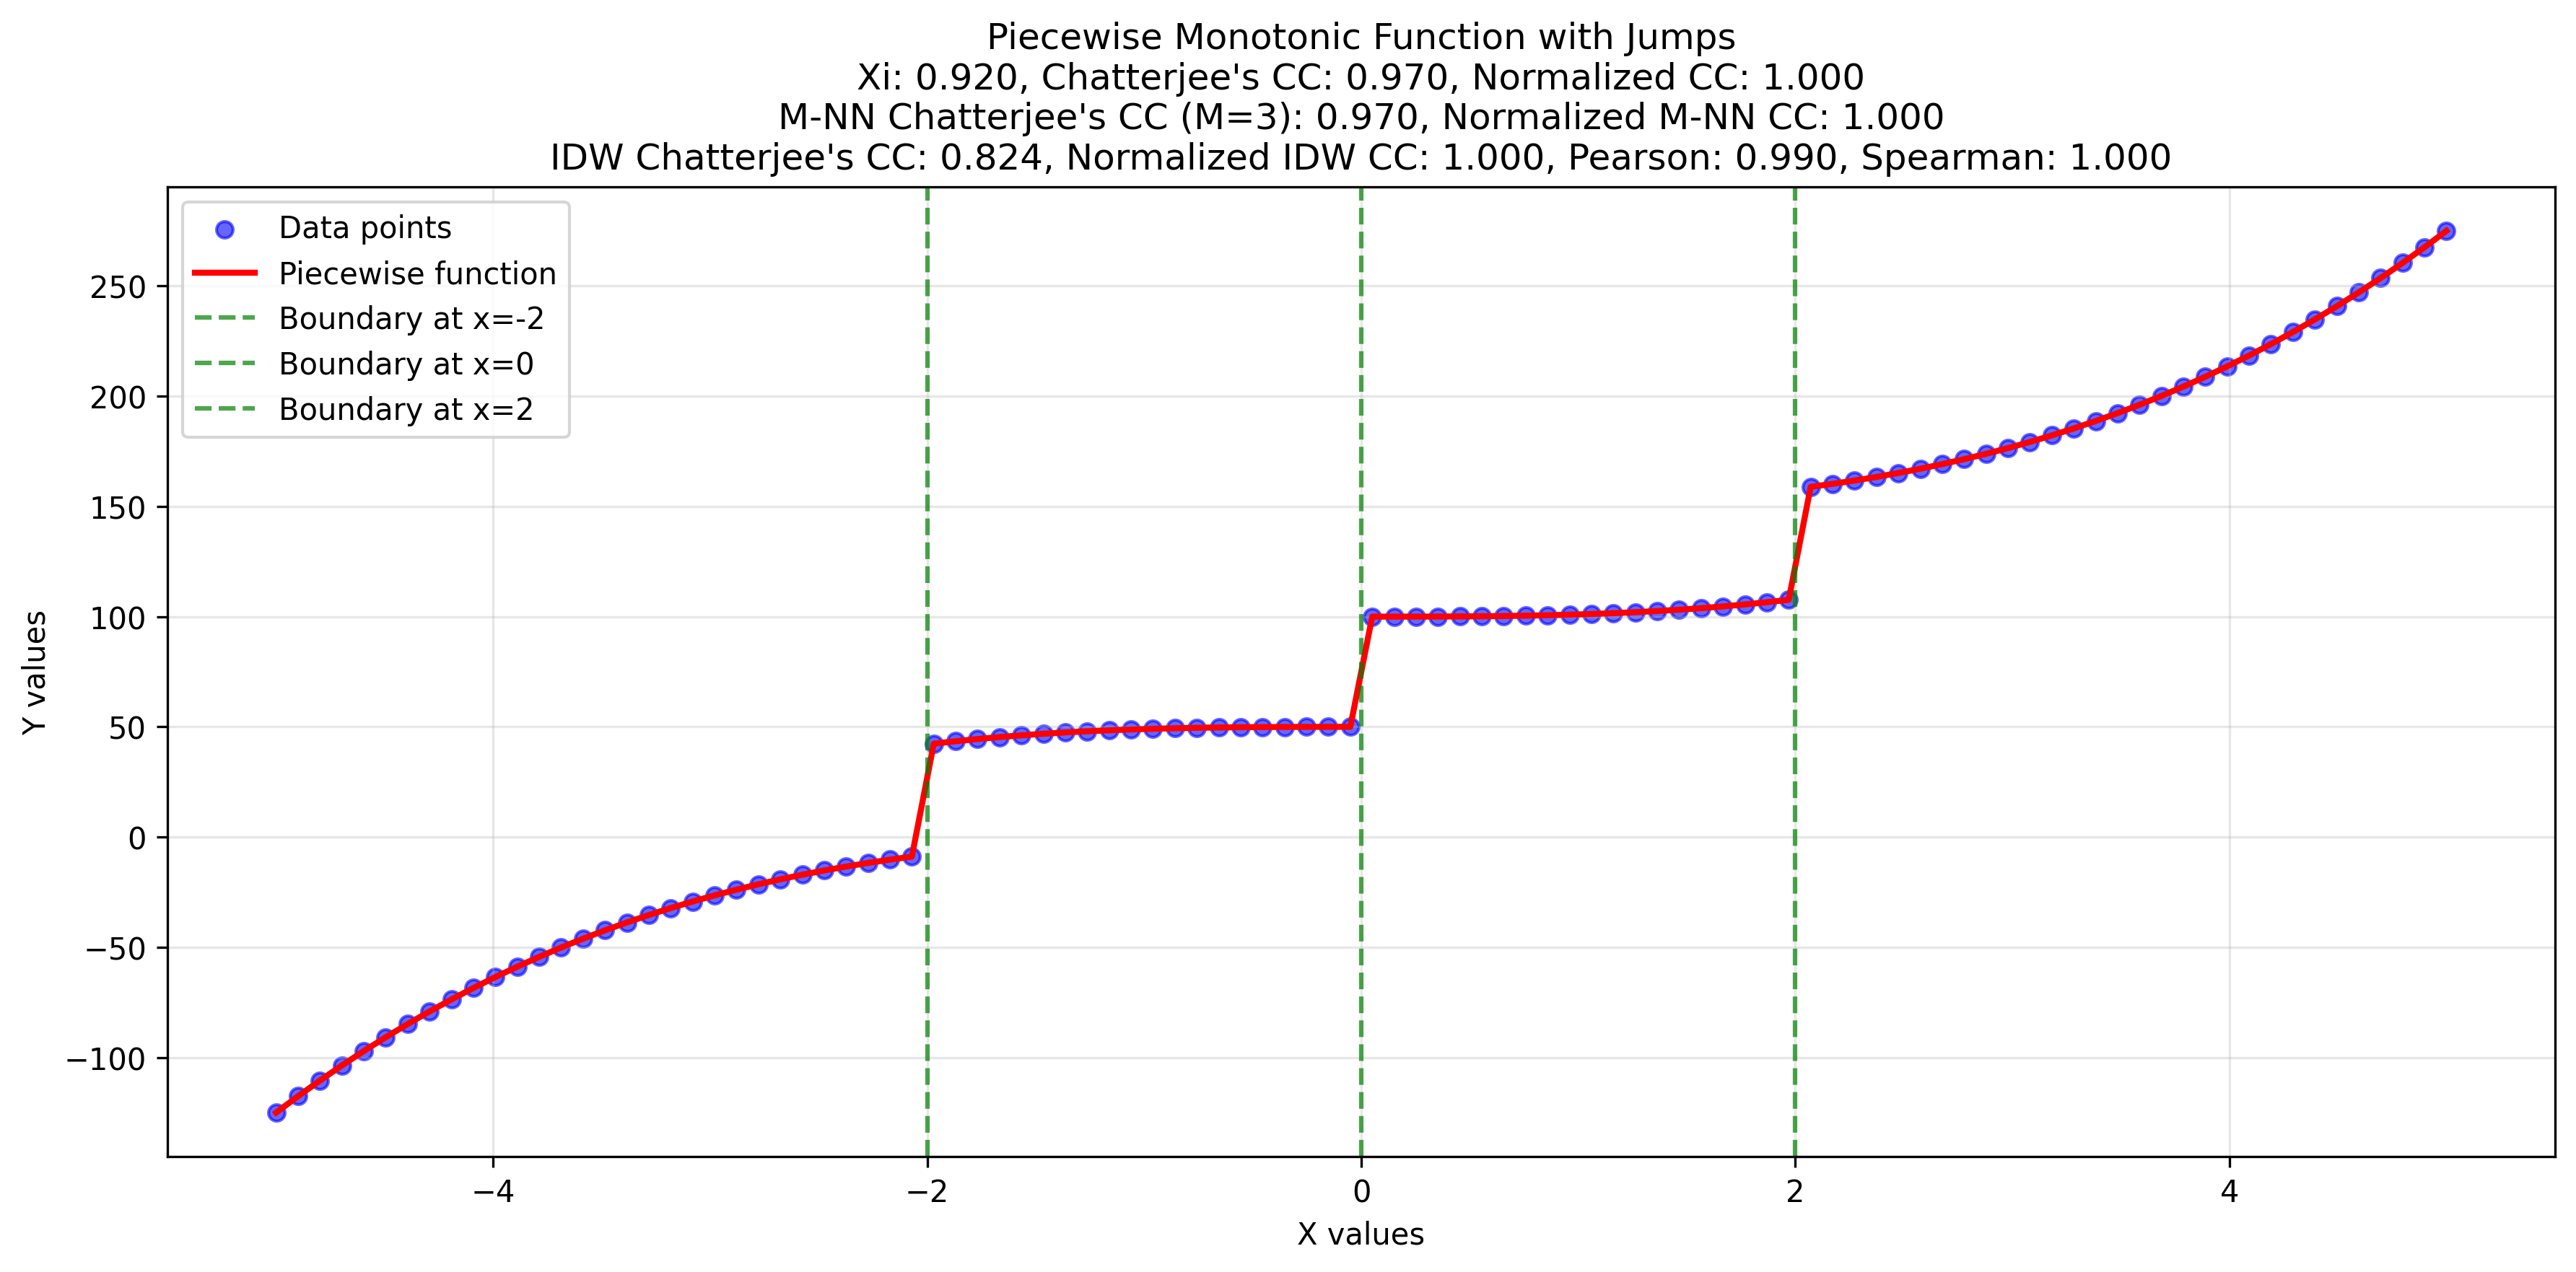 Piecewise Monotonic Function with Jumps
Xi: 0.920, Chatterjee's CC: 0.970, Normalized CC: 1.000
M-NN Chatterjee's CC (M=3): 0.970, Normalized M-NN CC: 1.000
IDW Chatterjee's CC: 0.824, Normalized IDW CC: 1.000, Pearson: 0.990, Spearman: 1.000
Data points
Piecewise function
Boundary at x=-2
Boundary at x=0
Boundary at x=2
Y values
250
200
150
100
50
0
−50
−100
−4
−2
0
2
4
X values